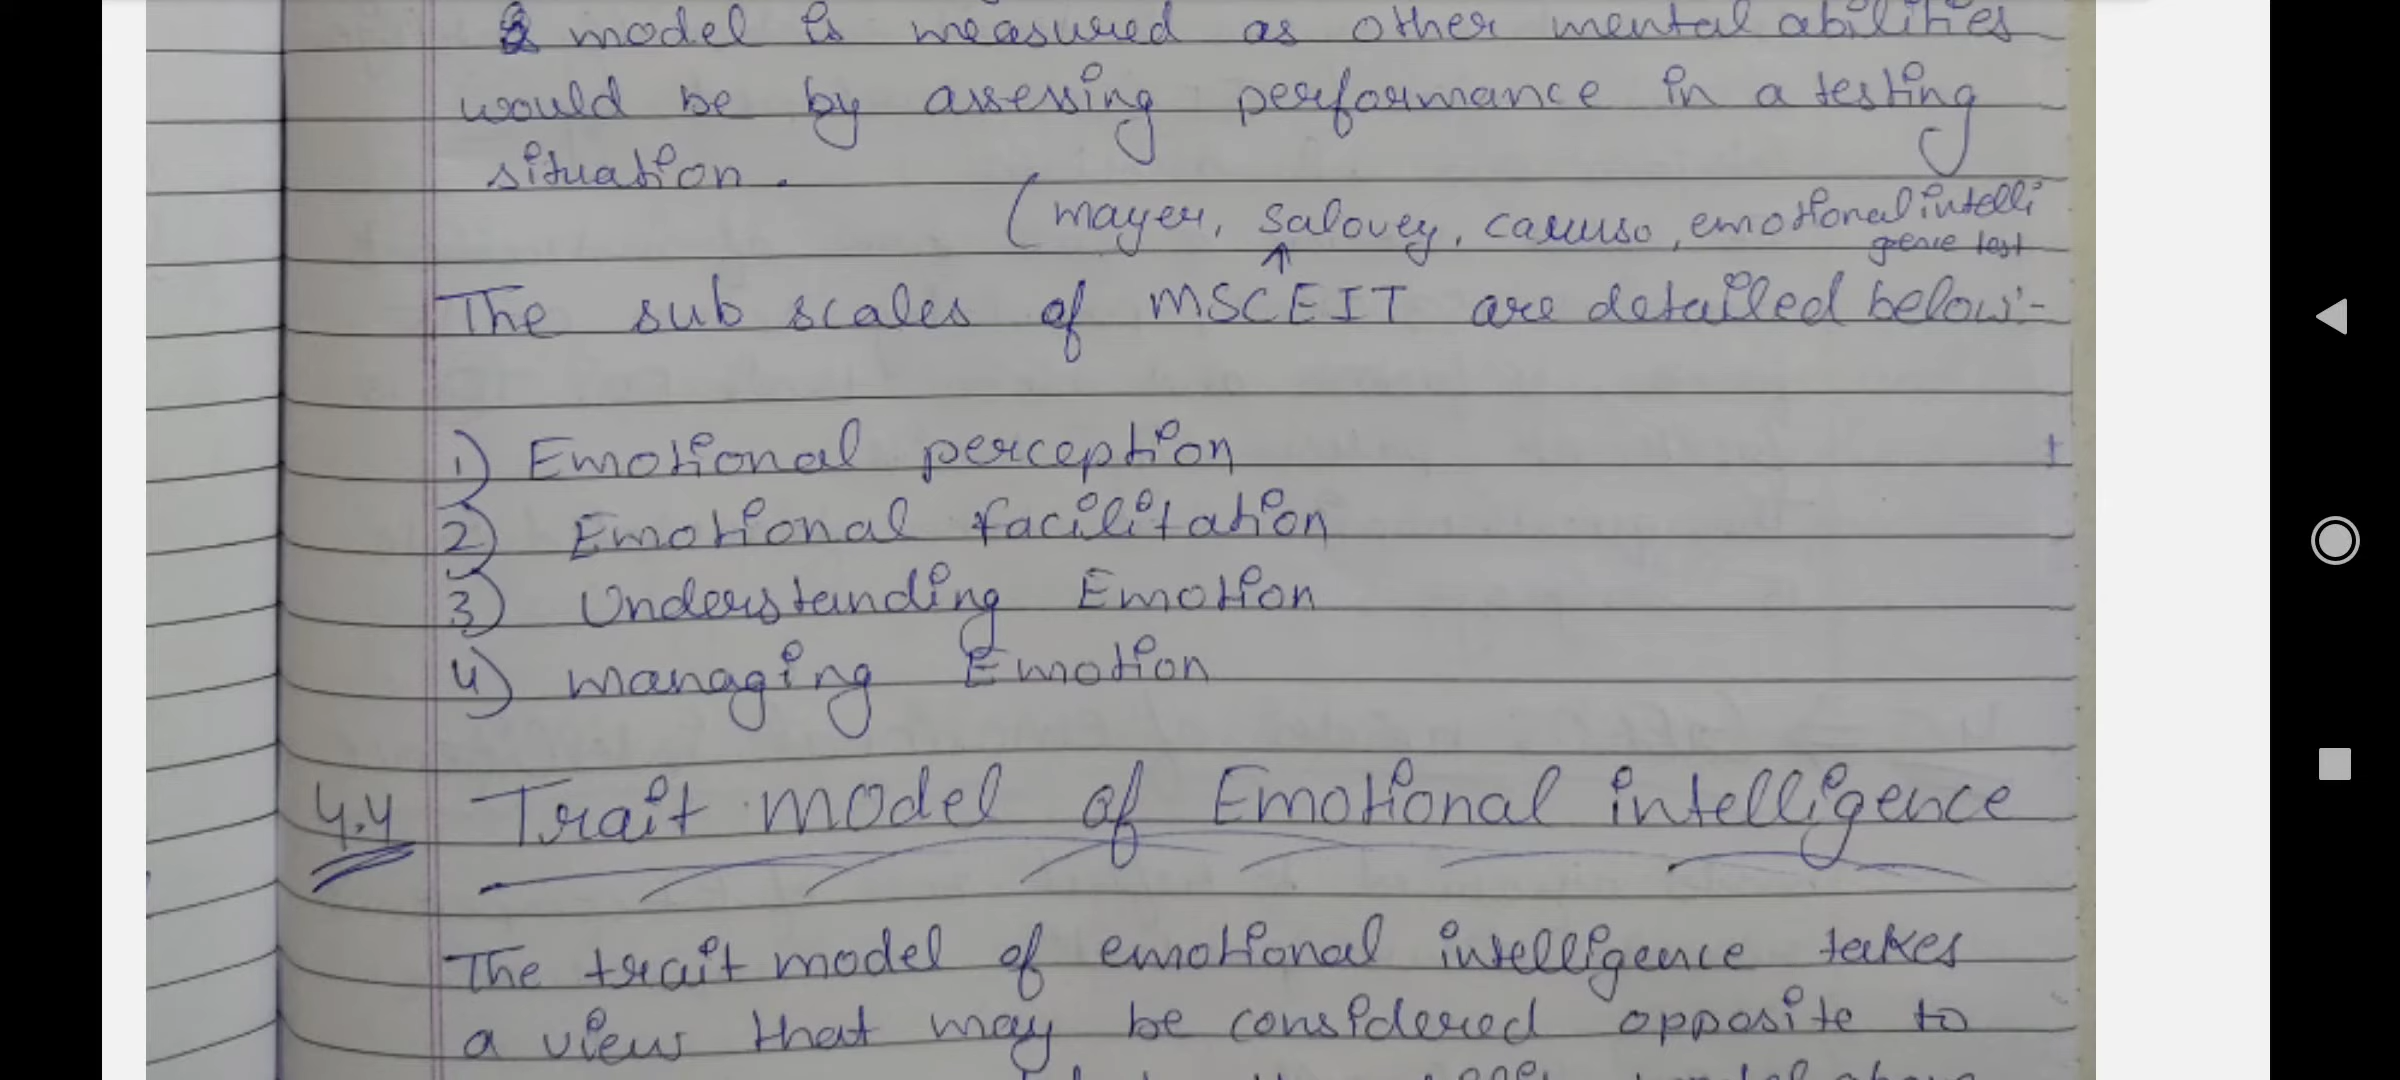 model is measured as other mental abilities
would be by assessing performance in a testing
situation.
(mayer, salovey, caruso, emotional intelli
gence test
The sub scales of MSCEIT are detailed below:-
1) Emotional perception
2) Emotional facilitation
3) Understanding Emotion
4) managing Emotion
4.4 Trait model of Emotional intelligence
The trait model of emotional intelligence takes
a view that may be considered opposite to